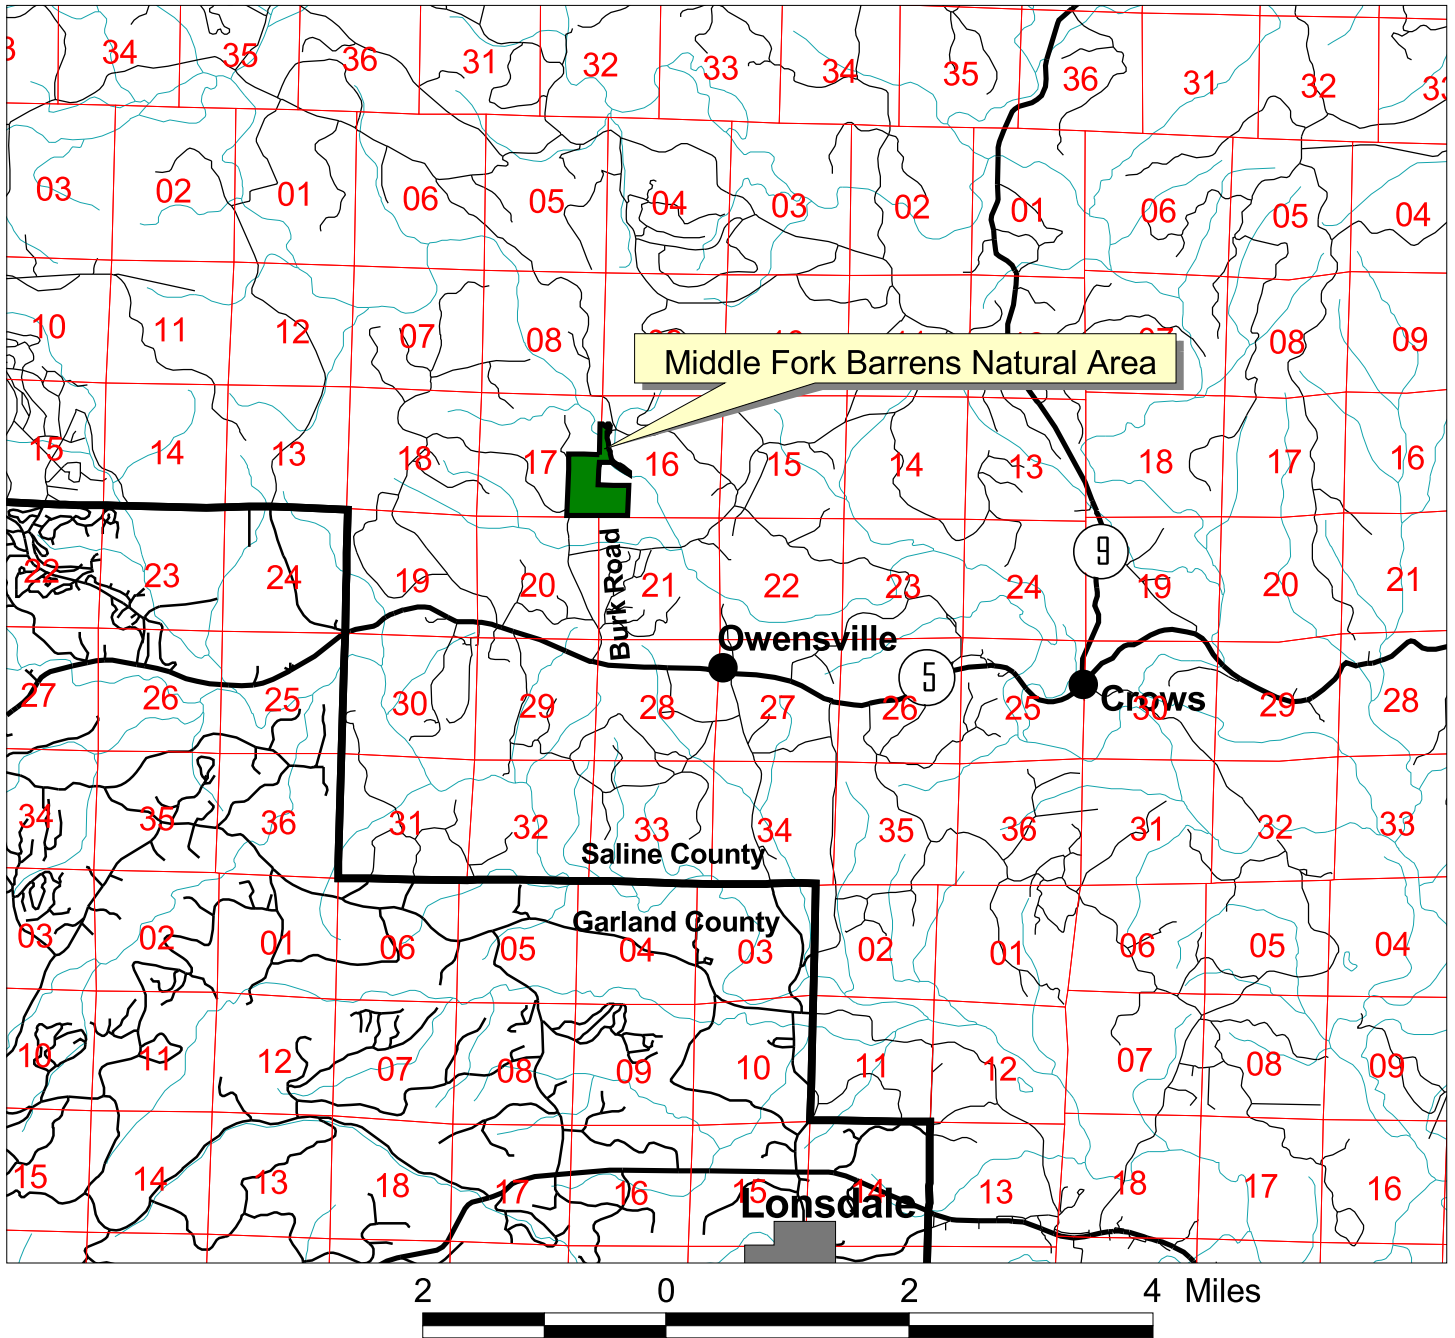 34 35 36 31 32 33 34 35 36 31 32
03 02 01 06 05 04 03 02 01 06 05 04
10 11 12 07 08 08 09
Middle Fork Barrens Natural Area
15 14 13 18 17 16 15 14 13 18 17 16
9
22 23 24 19 20 21 22 23 24 19 20 21
Burk Road
Owensville
5
Crows
27 26 25 30 29 28 27 26 25 30 29 28
34 35 36 31 32 33 34 35 36 31 32 33
Saline County
Garland County
03 02 01 06 05 04 03 02 01 06 05 04
10 11 12 07 08 09 10 11 12 07 08 09
15 14 13 18 17 16 15 14 13 18 17 16
Lonsdale
2 0 2 4 Miles